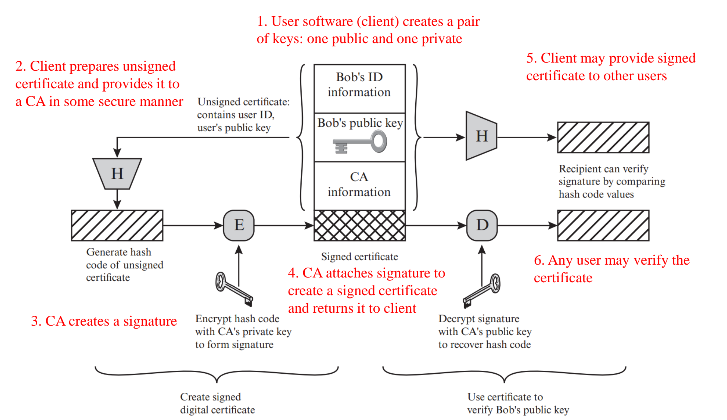 1. User software (client) creates a pair
of keys: one public and one private
2. Client prepares unsigned
certificate and provides it to
a CA in some secure manner
5. Client may provide signed
certificate to other users
Unsigned certificate:
contains user ID,
user's public key
Bob's ID
information
Bob's public key
CA
information
H
H
Recipient can verify
signature by comparing
hash code values
E
D
Generate hash
code of unsigned
certificate
Signed certificate
4. CA attaches signature to
create a signed certificate
and returns it to client
6. Any user may verify the
certificate
3. CA creates a signature
Encrypt hash code
with CA's private key
to form signature
Decrypt signature
with CA's public key
to recover hash code
Create signed
digital certificate
Use certificate to
verify Bob's public key